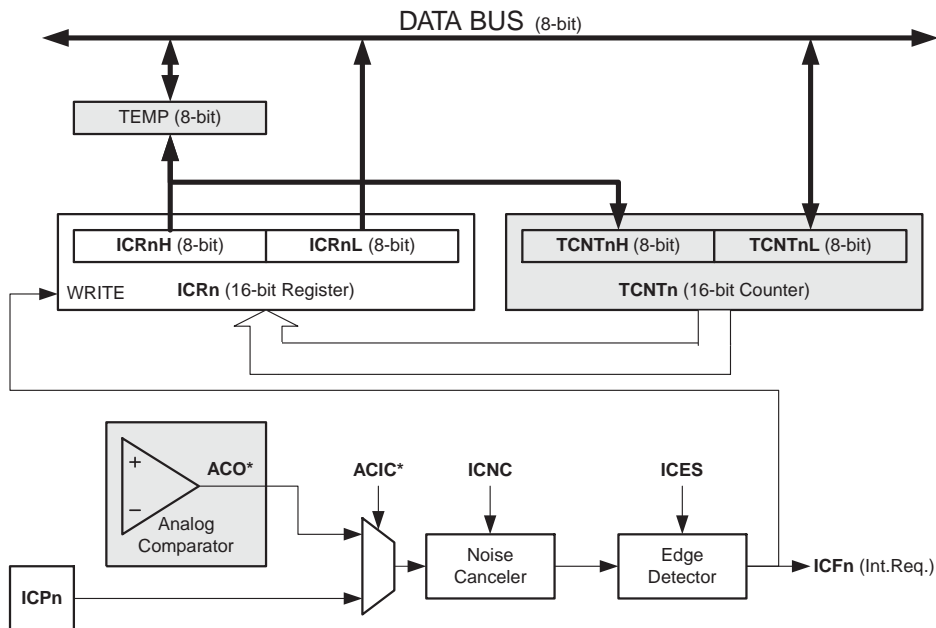 DATA BUS (8-bit)
TEMP (8-bit)
ICRnH (8-bit)
ICRnL (8-bit)
TCNTnH (8-bit)
TCNTnL (8-bit)
WRITE
ICRn (16-bit Register)
TCNTn (16-bit Counter)
+
−
ACO*
Analog
Comparator
ACIC*
ICNC
ICES
Noise
Canceler
Edge
Detector
ICFn (Int.Req.)
ICPn